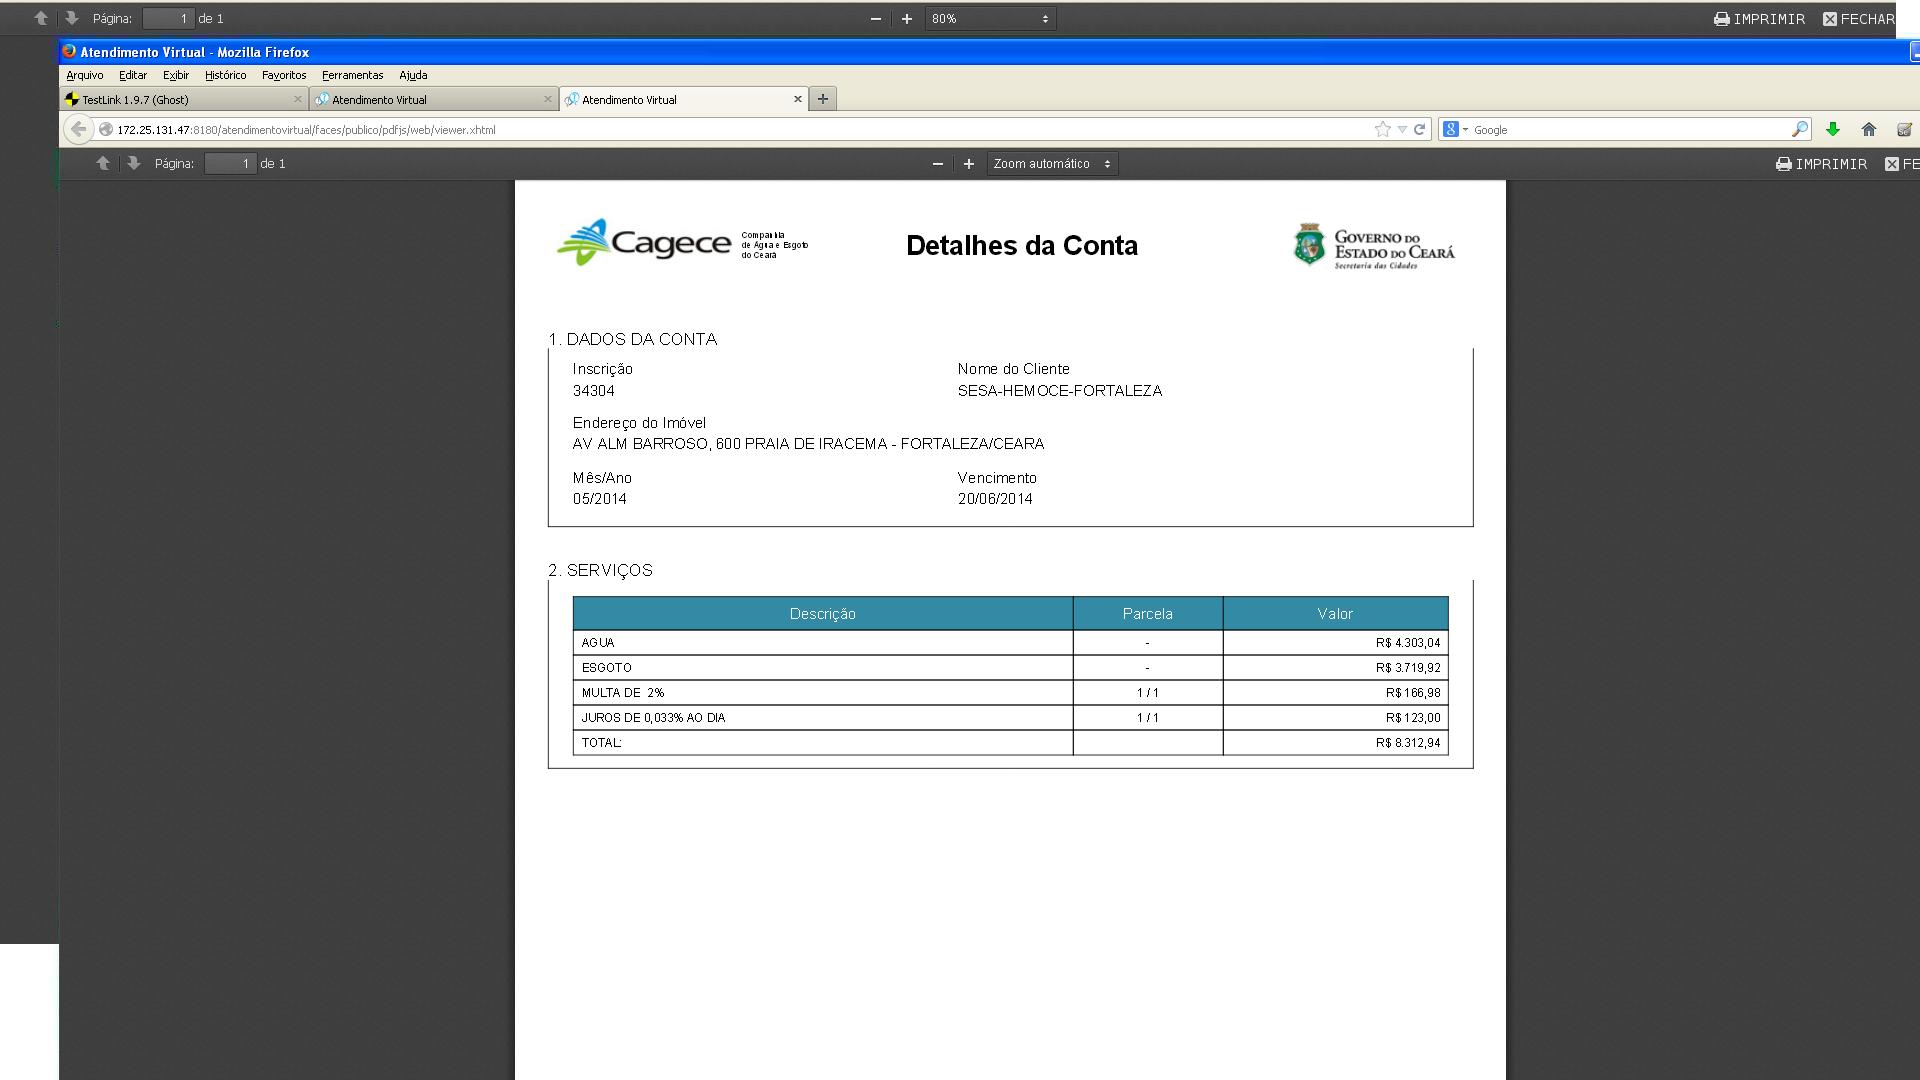 Página: 1 de 1 80% IMPRIMIR FECHAR
Atendimento Virtual - Mozilla Firefox
Arquivo Editar Exibir Histórico Favoritos Ferramentas Ajuda
TestLink 1.9.7 (Ghost) Atendimento Virtual Atendimento Virtual
172.25.131.47:8180/atendimentovirtual/faces/publico/pdfjs/web/viewer.xhtml Google
Página: 1 de 1 Zoom automático IMPRIMIR FE
Cagece
Companhia
de Água e Esgoto
do Ceará
Detalhes da Conta
GOVERNO DO
ESTADO DO CEARÁ
Secretaria das Cidades
1. DADOS DA CONTA
Inscrição Nome do Cliente
34304 SESA-HEMOCE-FORTALEZA
Endereço do Imóvel
AV ALM BARROSO, 600 PRAIA DE IRACEMA - FORTALEZA/CEARA
Mês/Ano Vencimento
05/2014 20/06/2014
2. SERVIÇOS
Descrição Parcela Valor
AGUA - R$ 4.303,04
ESGOTO - R$ 3.719,92
MULTA DE 2% 1 / 1 R$ 166,98
JUROS DE 0,033% AO DIA 1 / 1 R$ 123,00
TOTAL: R$ 8.312,94